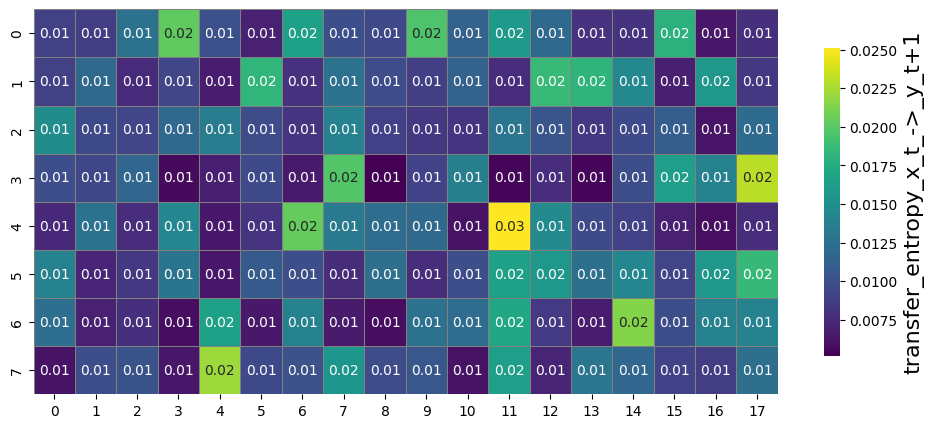 0 0.01 0.01 0.01 0.02 0.01 0.01 0.02 0.01 0.01 0.02 0.01 0.02 0.01 0.01 0.01 0.02 0.01 0.01
1 0.01 0.01 0.01 0.01 0.01 0.02 0.01 0.01 0.01 0.01 0.01 0.01 0.02 0.02 0.01 0.01 0.02 0.01
2 0.01 0.01 0.01 0.01 0.01 0.01 0.01 0.01 0.01 0.01 0.01 0.01 0.01 0.01 0.01 0.01 0.01 0.01
3 0.01 0.01 0.01 0.01 0.01 0.01 0.01 0.02 0.01 0.01 0.01 0.01 0.01 0.01 0.01 0.02 0.01 0.02
4 0.01 0.01 0.01 0.01 0.01 0.01 0.02 0.01 0.01 0.01 0.01 0.03 0.01 0.01 0.01 0.01 0.01 0.01
5 0.01 0.01 0.01 0.01 0.01 0.01 0.01 0.01 0.01 0.01 0.01 0.02 0.02 0.01 0.01 0.01 0.02 0.02
6 0.01 0.01 0.01 0.01 0.02 0.01 0.01 0.01 0.01 0.01 0.01 0.02 0.01 0.01 0.02 0.01 0.01 0.01
7 0.01 0.01 0.01 0.01 0.02 0.01 0.01 0.02 0.01 0.01 0.01 0.02 0.01 0.01 0.01 0.01 0.01 0.01
0 1 2 3 4 5 6 7 8 9 10 11 12 13 14 15 16 17
0.0250
0.0225
0.0200
0.0175
0.0150
0.0125
0.0100
0.0075
transfer_entropy_x_t_->_y_t+1